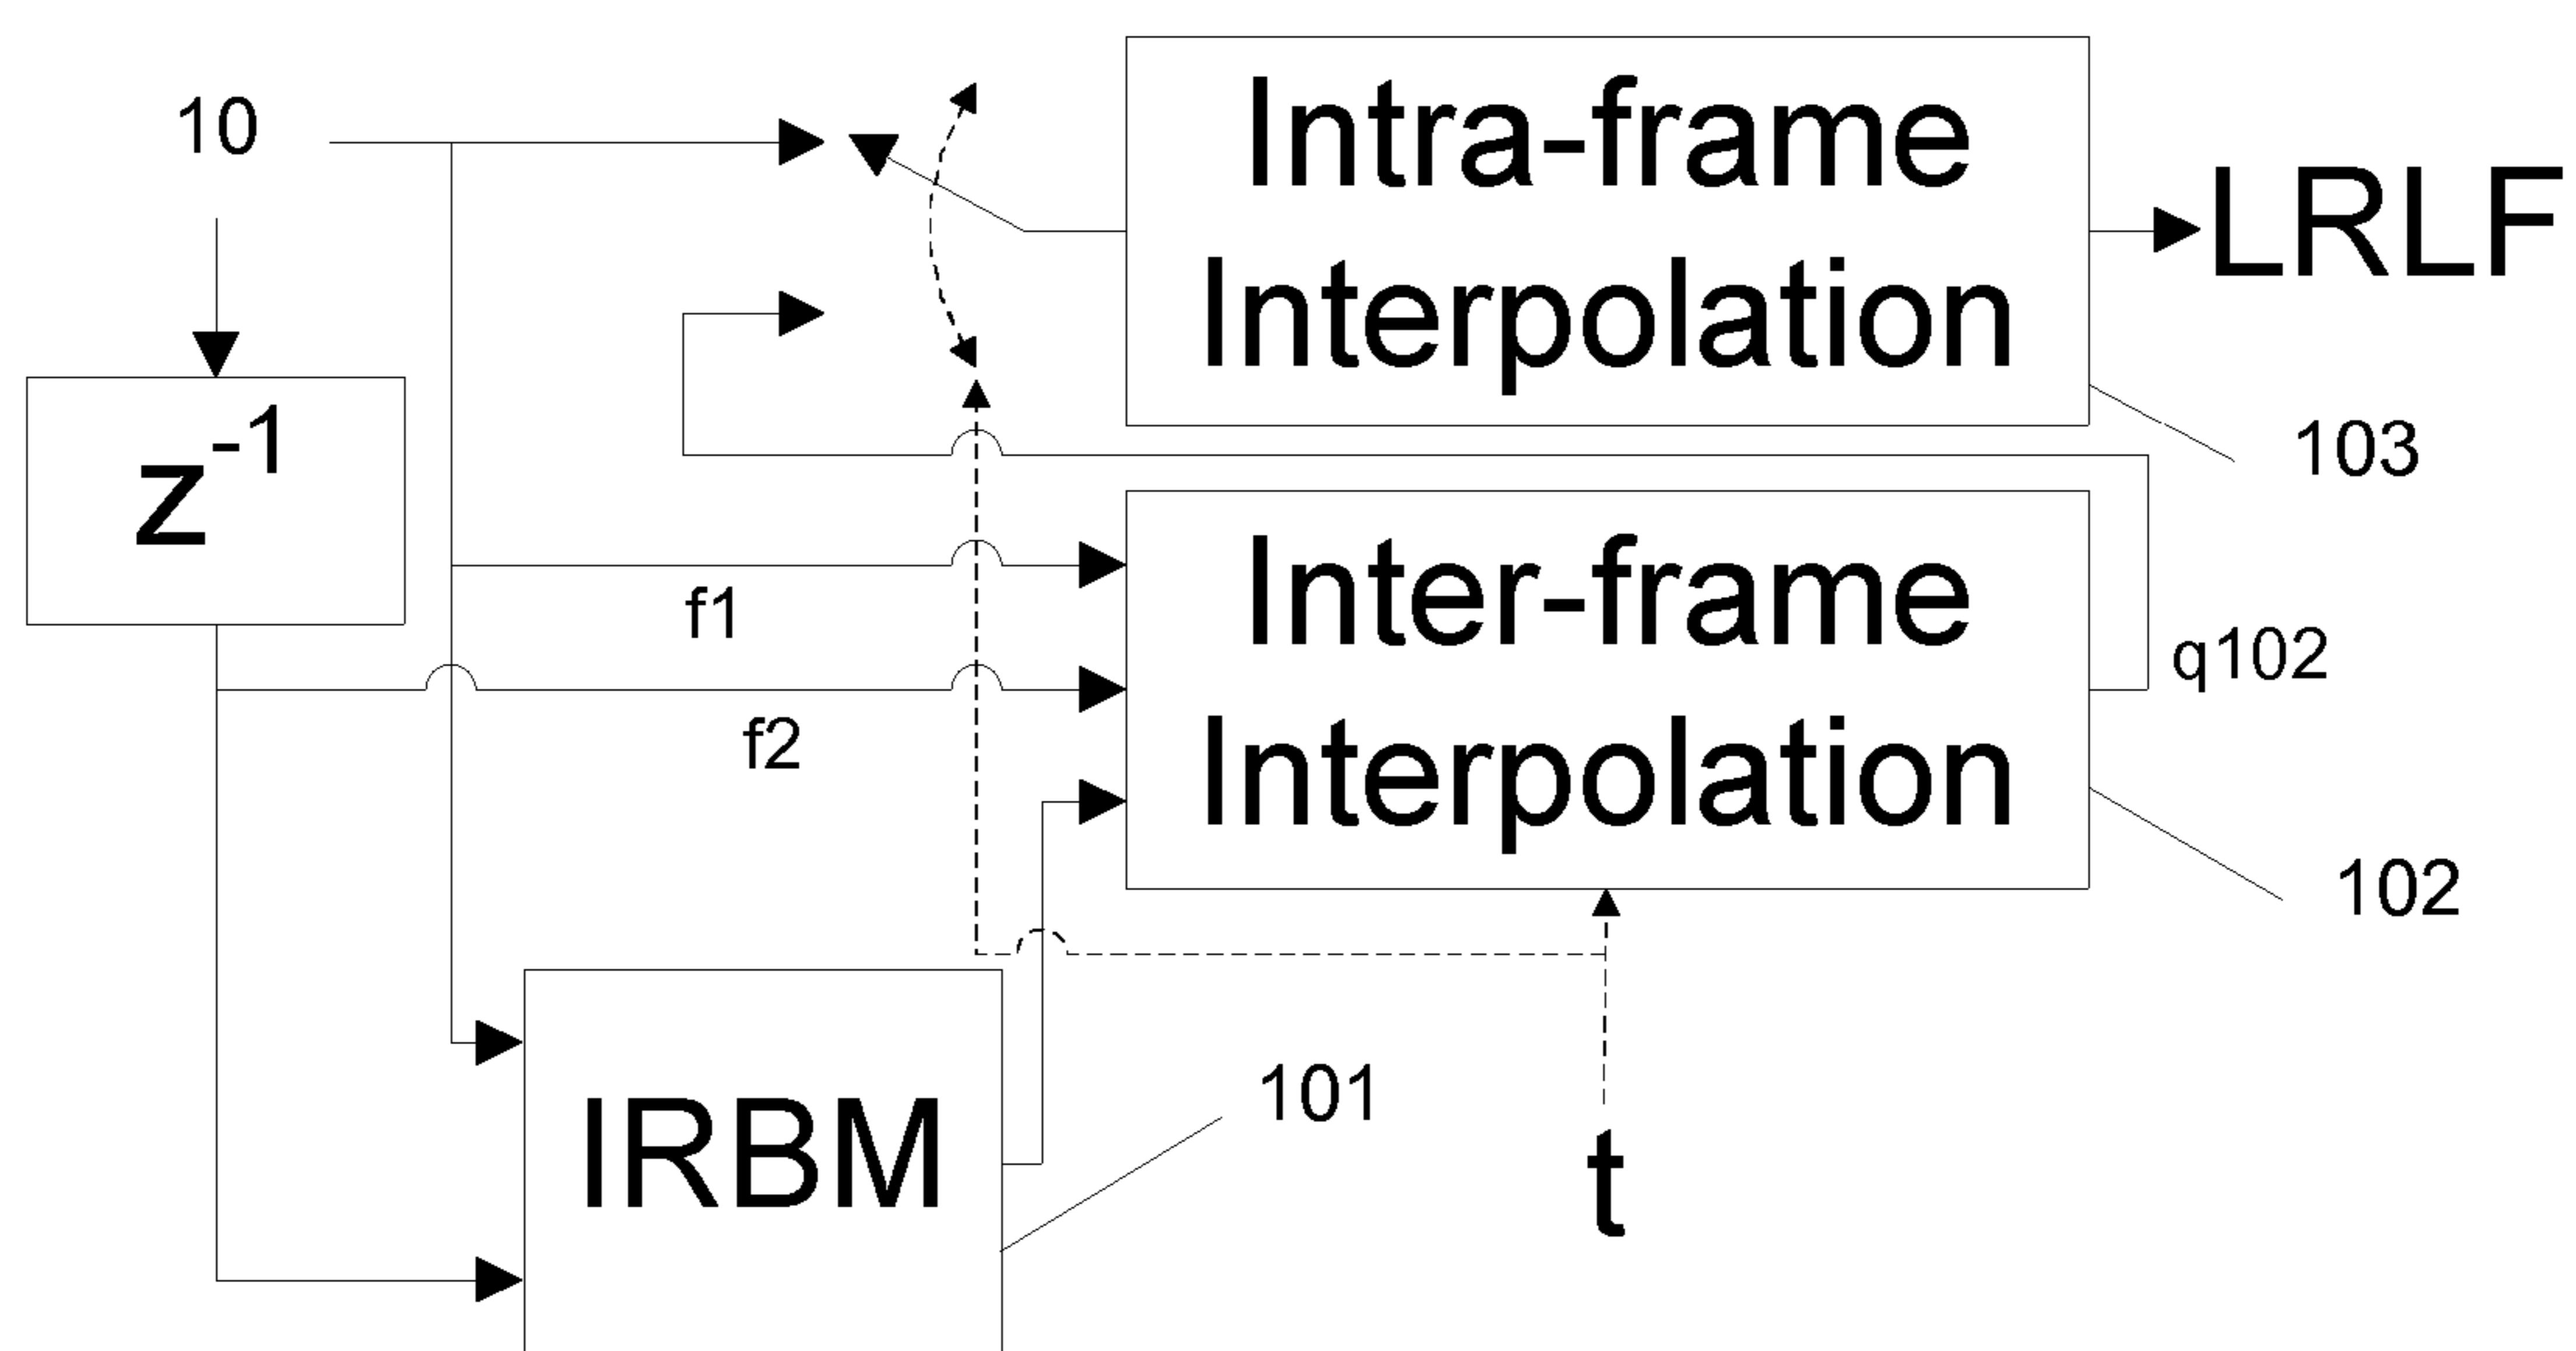 10
Intra-frame
Interpolation
LRLF
103
z-1
f1
f2
Inter-frame
Interpolation
q102
102
IRBM
101
t